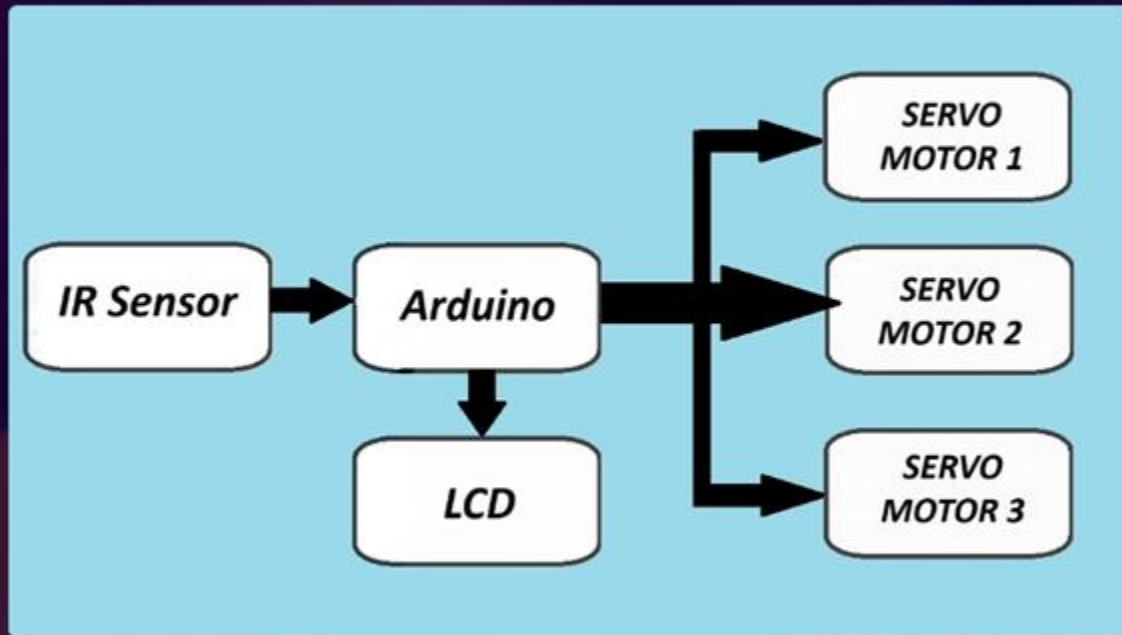 IR Sensor
Arduino
LCD
SERVO
MOTOR 1
SERVO
MOTOR 2
SERVO
MOTOR 3